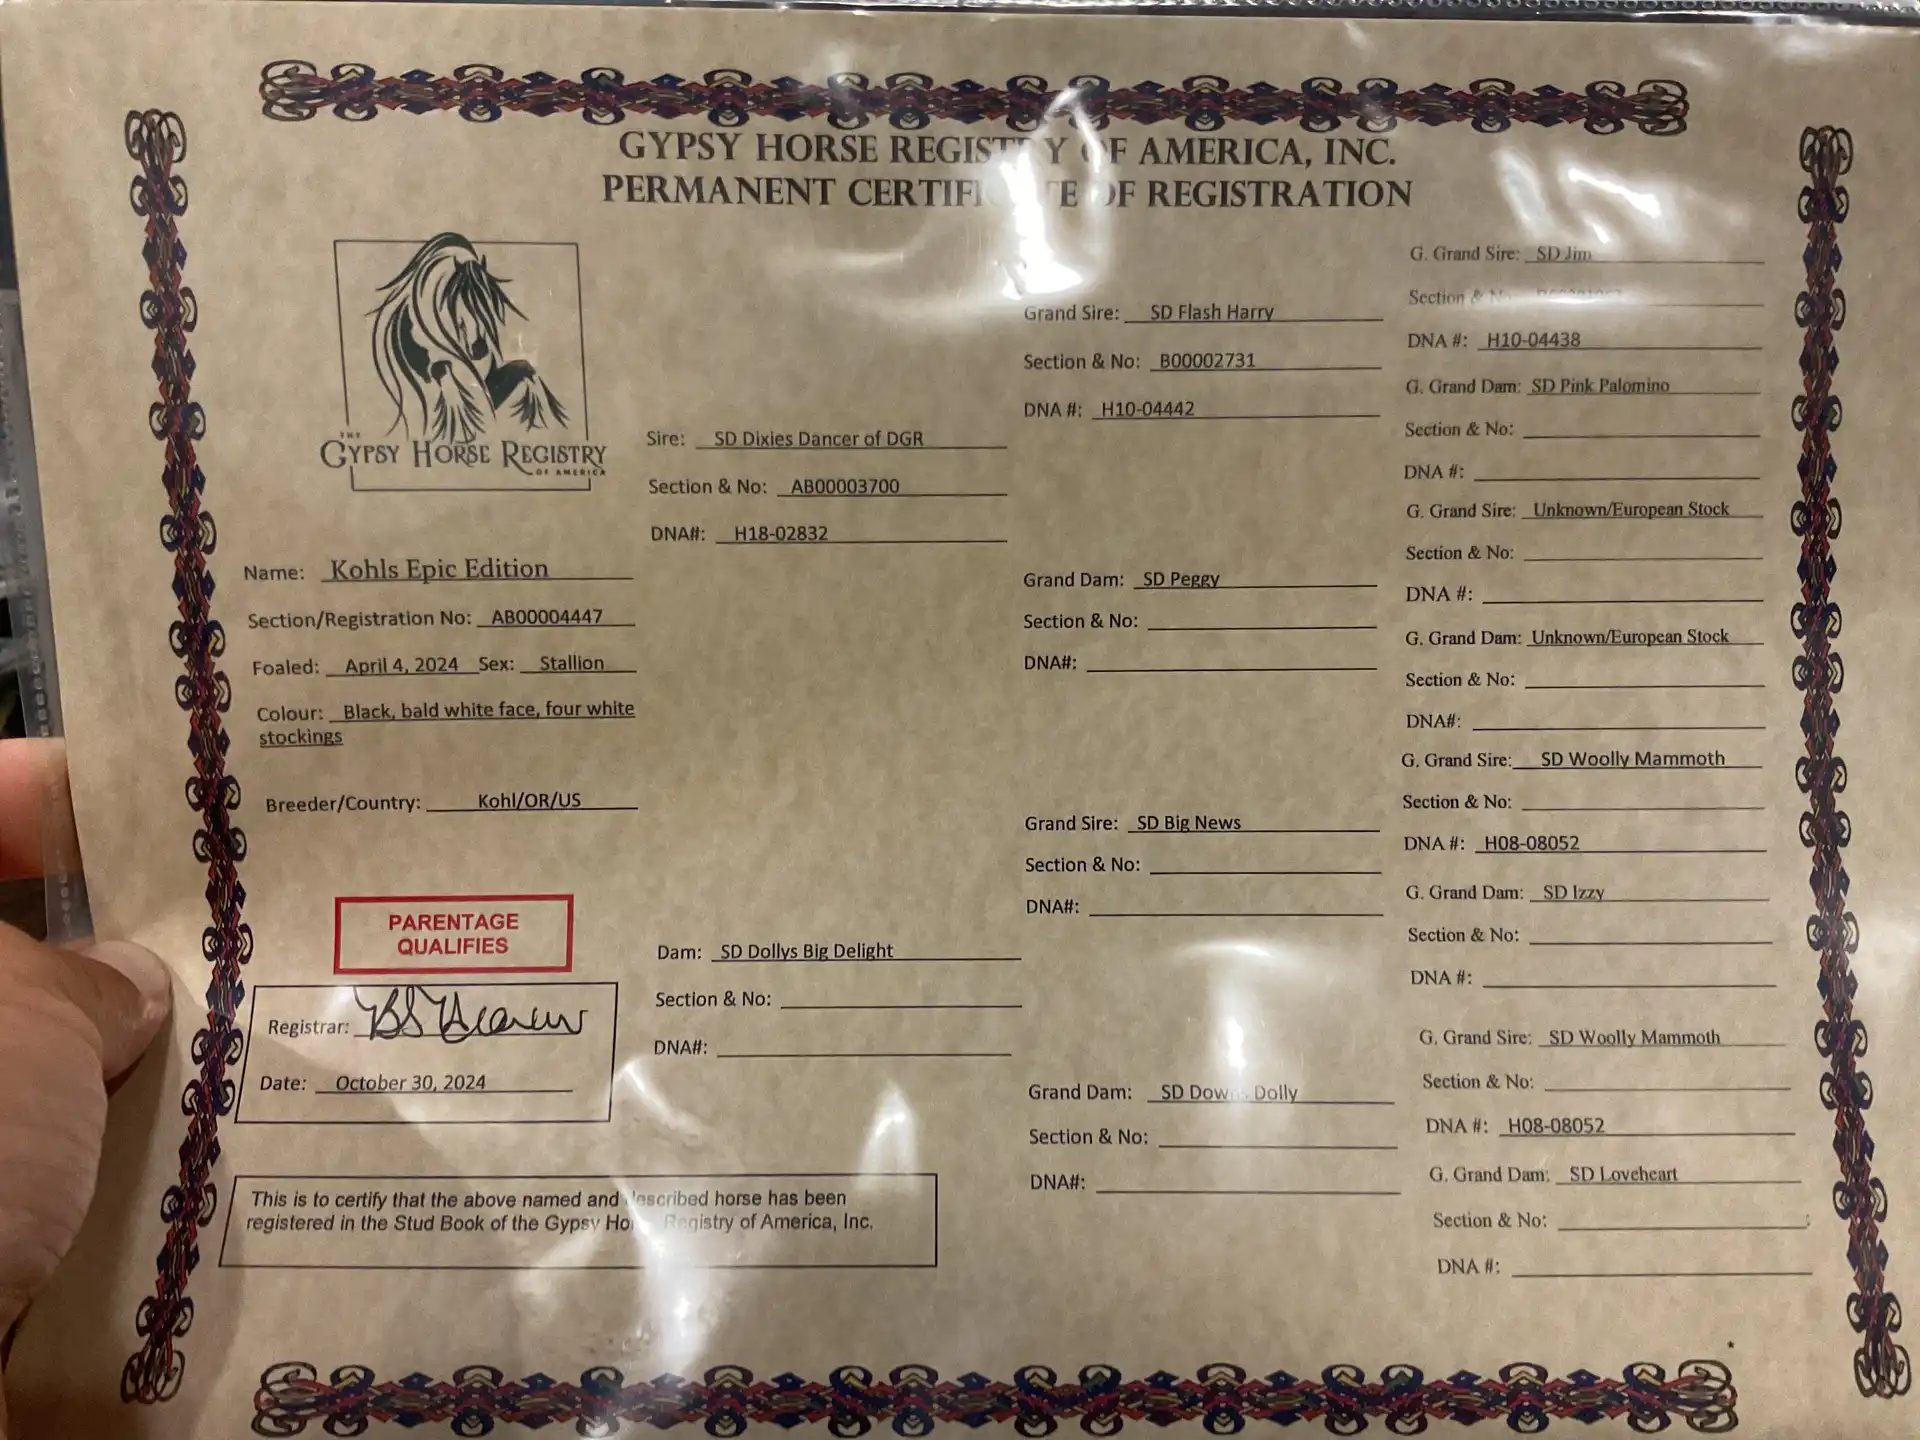 GYPSY HORSE REGISTRY OF AMERICA, INC.
PERMANENT CERTIFICATE OF REGISTRATION
THE
GYPSY HORSE REGISTRY
OF AMERICA
Name: Kohls Epic Edition
Section/Registration No: AB00004447
Foaled: April 4, 2024 Sex: Stallion
Colour: Black, bald white face, four white
stockings
Breeder/Country: Kohl/OR/US
PARENTAGE
QUALIFIES
Registrar:
Date: October 30, 2024
This is to certify that the above named and described horse has been
registered in the Stud Book of the Gypsy Horse Registry of America, Inc.
Sire: SD Dixies Dancer of DGR
Section & No: AB00003700
DNA#: H18-02832
Dam: SD Dollys Big Delight
Section & No:
DNA#:
Grand Sire: SD Flash Harry
Section & No: B00002731
DNA #: H10-04442
Grand Dam: SD Peggy
Section & No:
DNA#:
Grand Sire: SD Big News
Section & No:
DNA#:
Grand Dam: SD Downs Dolly
Section & No:
DNA#:
G. Grand Sire: SD Jim
Section & No:
DNA #: H10-04438
G. Grand Dam: SD Pink Palomino
Section & No:
DNA #:
G. Grand Sire: Unknown/European Stock
Section & No:
DNA #:
G. Grand Dam: Unknown/European Stock
Section & No:
DNA#:
G. Grand Sire: SD Woolly Mammoth
Section & No:
DNA #: H08-08052
G. Grand Dam: SD Izzy
Section & No:
DNA #:
G. Grand Sire: SD Woolly Mammoth
Section & No:
DNA #: H08-08052
G. Grand Dam: SD Loveheart
Section & No:
DNA #: